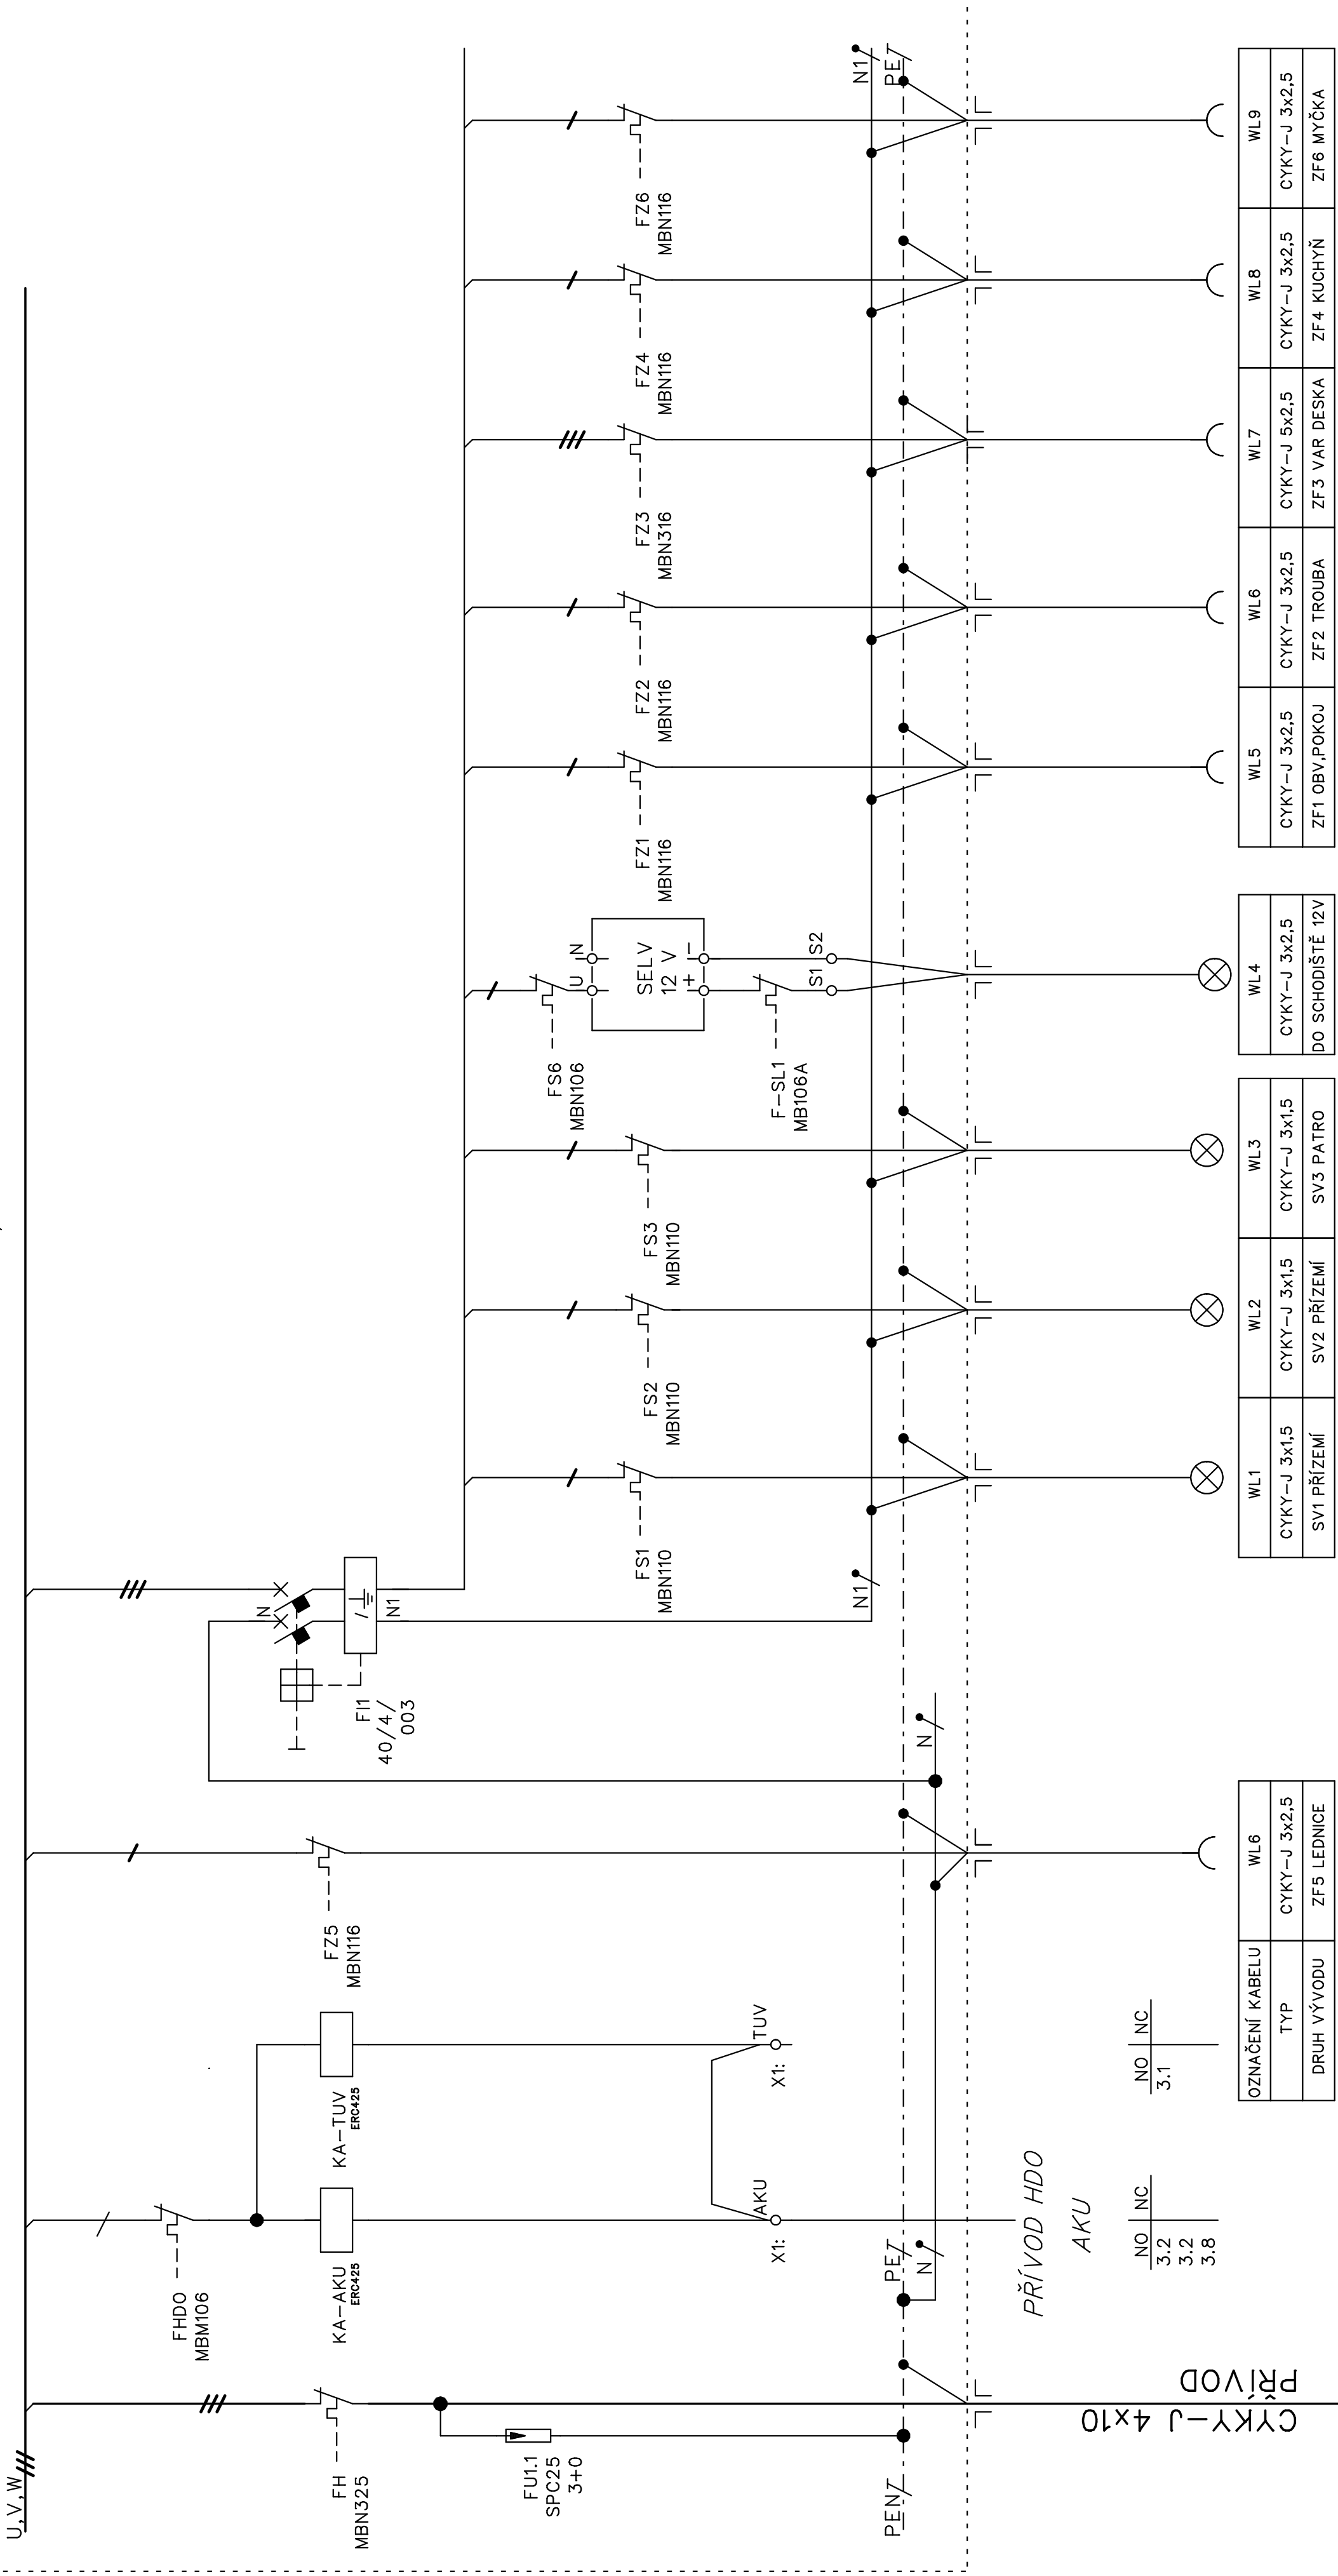 U,V,W
FH
MBN325
FU1.1
SPC25
3+0
PEN
CYKY-J 4x10
PŘÍVOD
FHDO
MBM106
KA-AKU
ERC425
KA-TUV
ERC425
X1:
AKU
X1:
TUV
PE
N
PŘÍVOD HDO
AKU
NO NC
3.2
3.2
3.8
NO NC
3.1
FZ5
MBN116
N
FI1
40/4/
003
N
N1
N1
FS1
MBN110
FS2
MBN110
FS3
MBN110
FS6
MBN106
U N
SELV
12 V
+ −
F-SL1
MB106A
S1 S2
FZ1
MBN116
FZ2
MBN116
FZ3
MBN316
FZ4
MBN116
FZ6
MBN116
N1
PE
OZNAČENÍ KABELU WL6 WL1 WL2 WL3 WL4 WL5 WL6 WL7 WL8 WL9
TYP CYKY-J 3x2,5 CYKY-J 3x1,5 CYKY-J 3x1,5 CYKY-J 3x1,5 CYKY-J 3x2,5 CYKY-J 3x2,5 CYKY-J 3x2,5 CYKY-J 5x2,5 CYKY-J 3x2,5 CYKY-J 3x2,5
DRUH VÝVODU ZF5 LEDNICE SV1 PŘÍZEMÍ SV2 PŘÍZEMÍ SV3 PATRO DO SCHODIŠTĚ 12V ZF1 OBV,POKOJ ZF2 TROUBA ZF3 VAR DESKA ZF4 KUCHYŇ ZF6 MYČKA